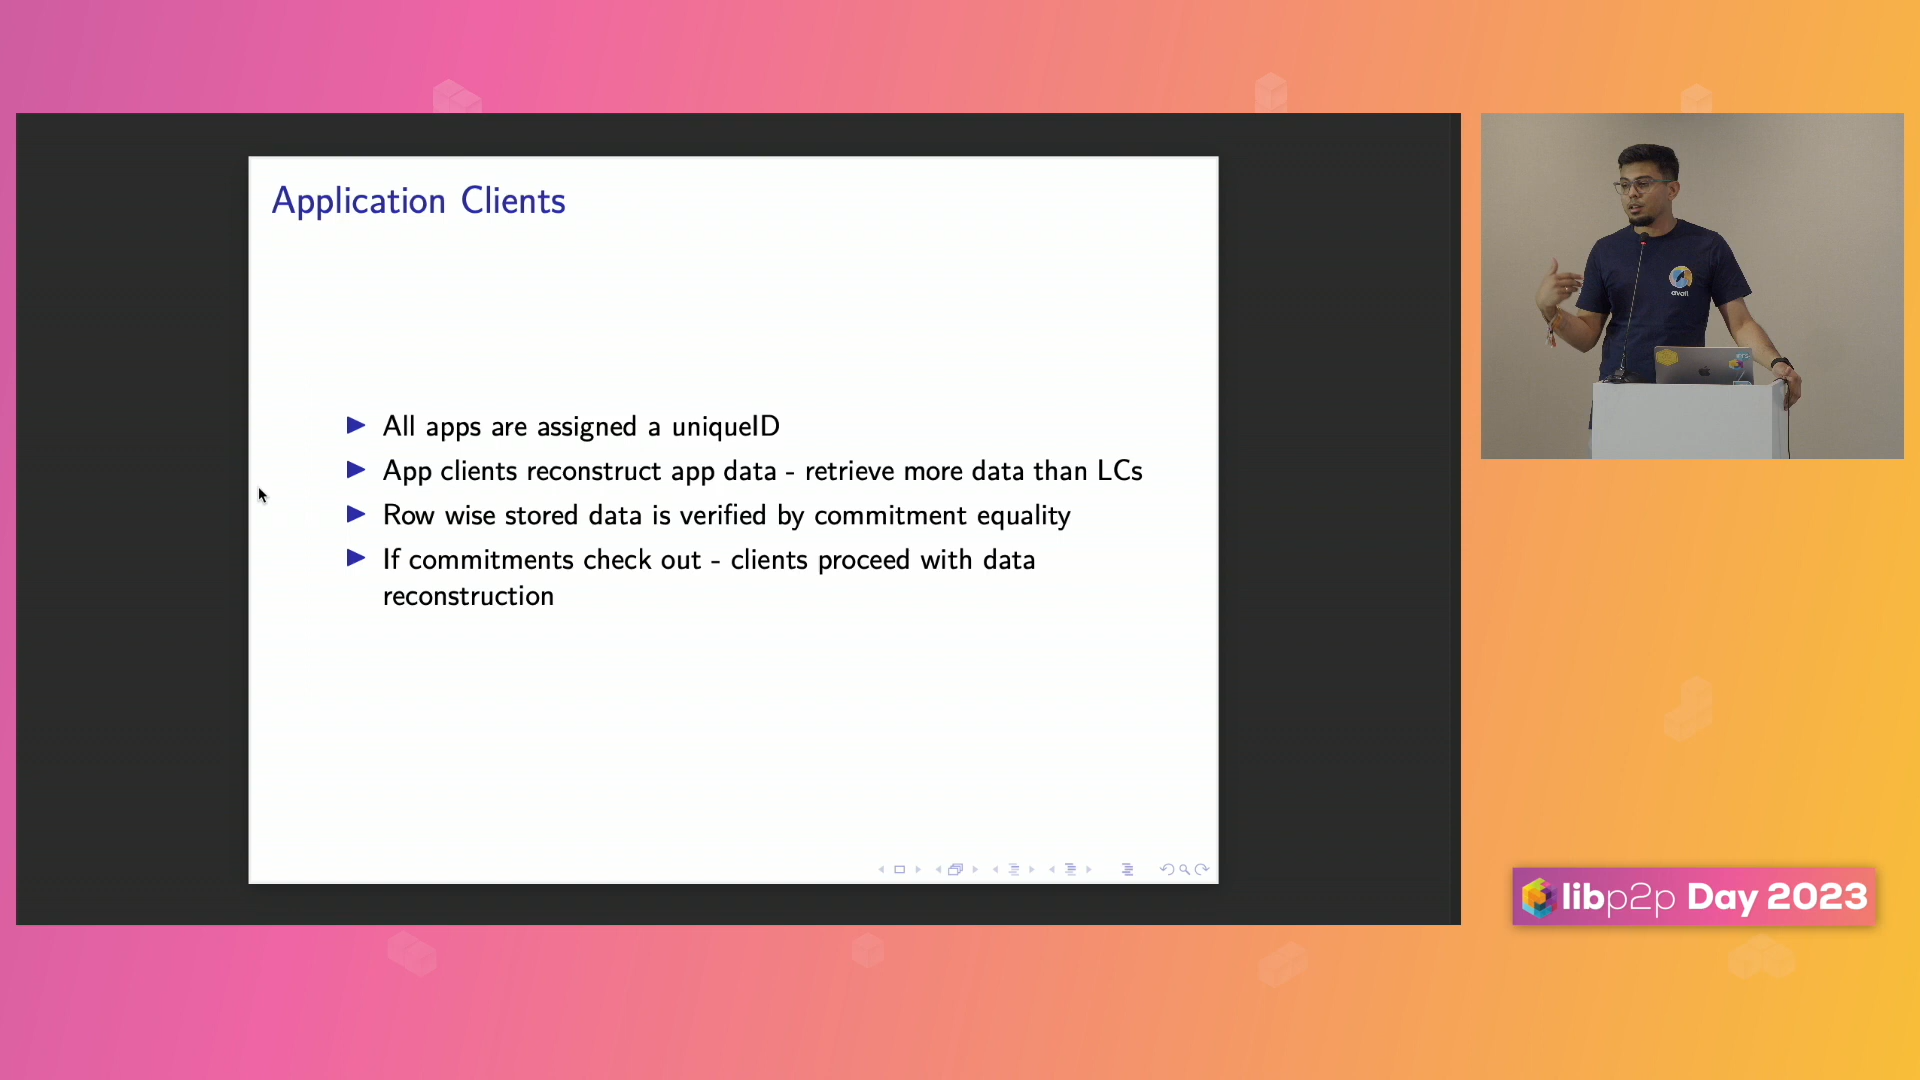 Application Clients
All apps are assigned a uniqueID
App clients reconstruct app data - retrieve more data than LCs
Row wise stored data is verified by commitment equality
If commitments check out - clients proceed with data
reconstruction
avail
libp2p Day 2023